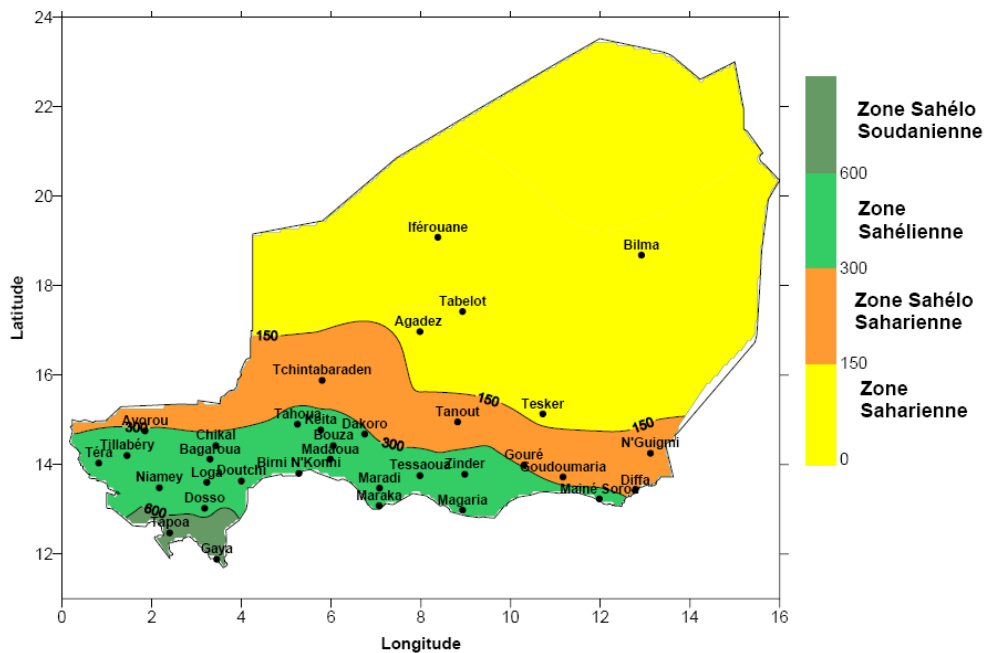 24
22
20
18
16
14
12
Latitude
0 2 4 6 8 10 12 14 16
Longitude
Iférouane
Bilma
Tabelot
Agadez
150
Tchintabaraden
150
Tesker
Tanout
150
N'Guigmi
Ayorou
300
Tahoua
Keita
Dakoro
Chikal
Bouza
300
Tillabéry
Téra
Bagaroua
Madaoua
Gouré
Birni N'Konni
Tessaoua
Zinder
Goudoumaria
Loga
Doutchi
Niamey
Maradi
Diffa
Mainé Soroa
Dosso
Maraka
Magaria
600
Tapoa
Gaya
Zone Sahélo
Soudanienne
600
Zone
Sahélienne
300
Zone Sahélo
Saharienne
150
Zone
Saharienne
0